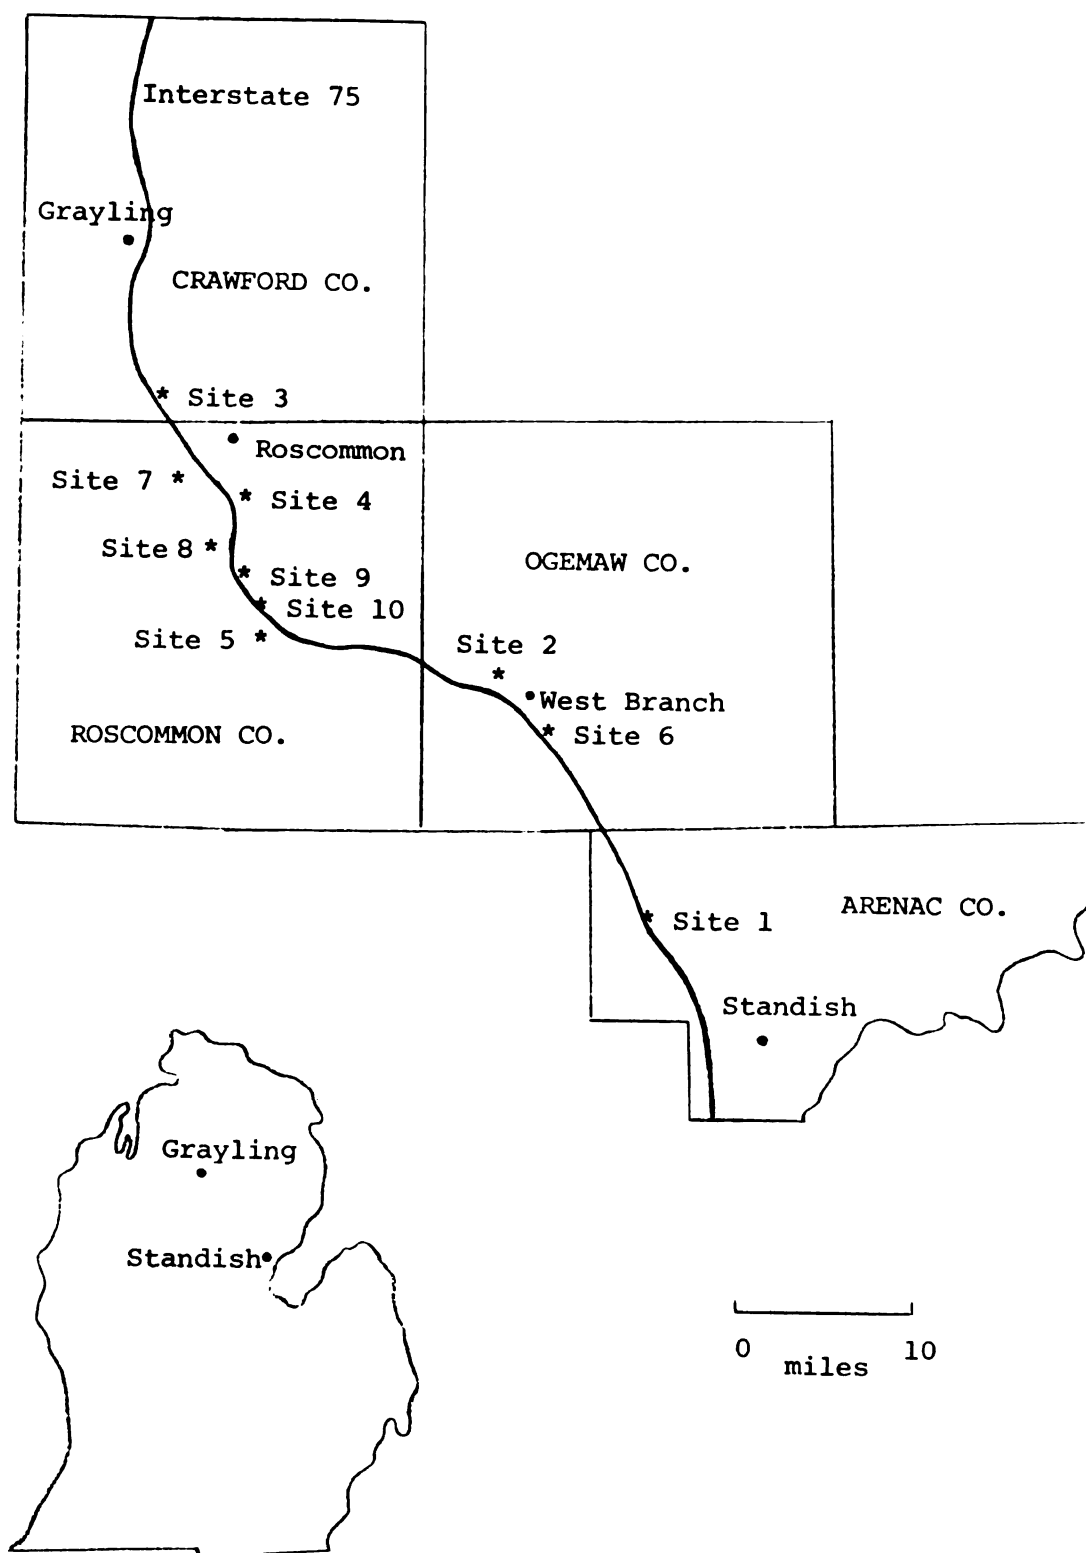 Interstate 75
Grayling
CRAWFORD CO.
* Site 3
Roscommon
Site 7 *
* Site 4
Site 8 *
OGEMAW CO.
* Site 9
* Site 10
Site 5 *
Site 2
*
West Branch
ROSCOMMON CO.
* Site 6
ARENAC CO.
* Site 1
Standish
Grayling
Standish
0 10
miles